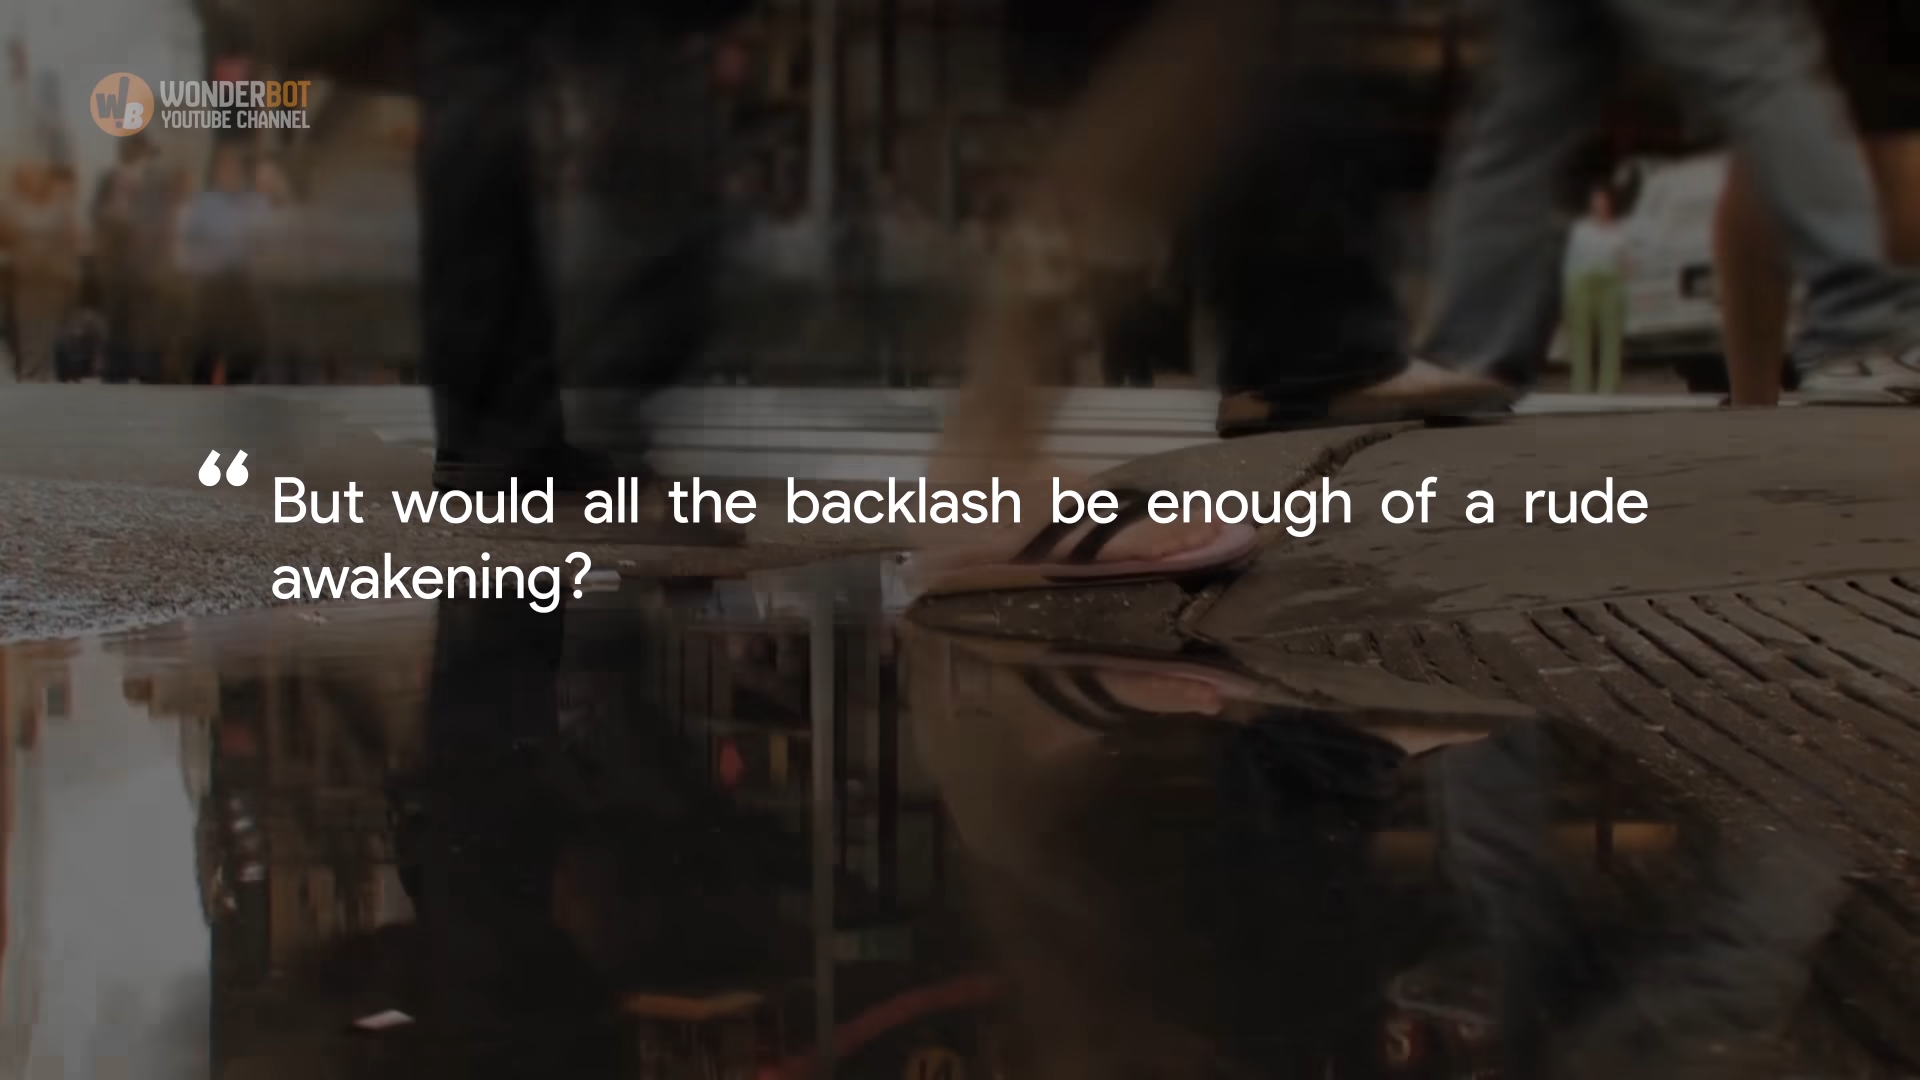 WONDERBOT
YOUTUBE CHANNEL
“ But would all the backlash be enough of a rude
awakening?